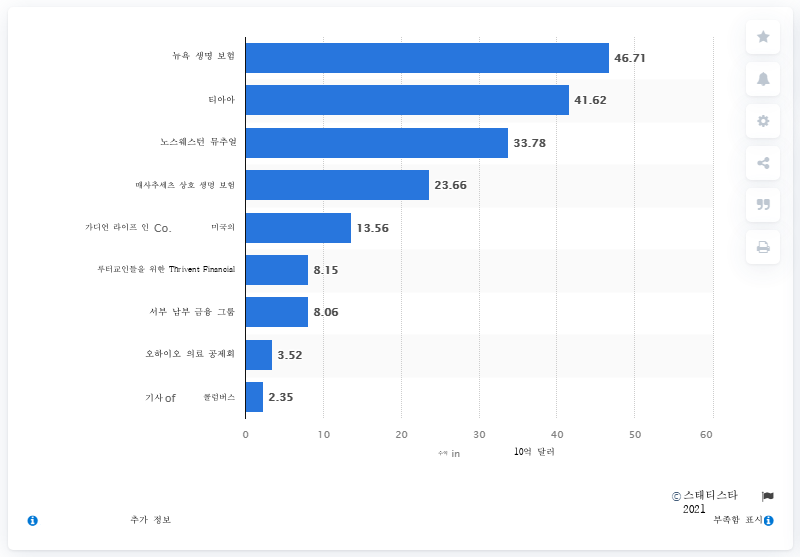 뉴욕 생명 보험 46.71
티아아 41.62
노스웨스턴 뮤추얼 33.78
매사추세츠 상호 생명 보험 23.66
가디언 라이프 인 Co. 미국의 13.56
루터교인들을 위한 Thrivent Financial 8.15
서부 남부 금융 그룹 8.06
오하이오 의료 공제회 3.52
기사 of 콜럼버스 2.35
0 10 20 30 40 50 60
수익 in 10억 달러
© 스태티스타
2021
추가 정보 부족함 표시